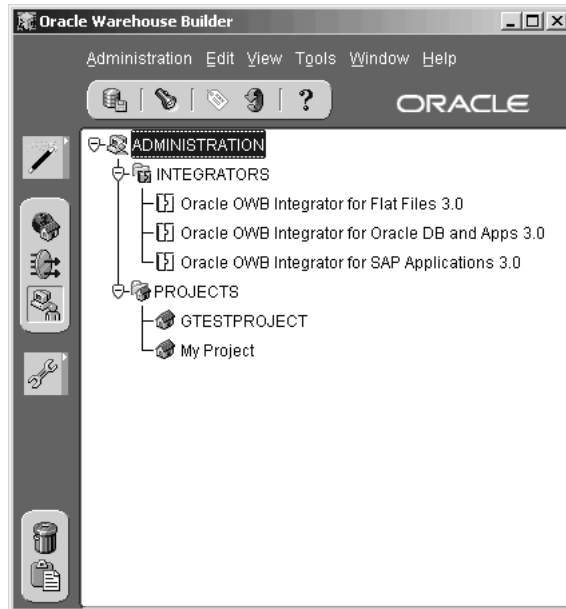 Oracle Warehouse Builder
Administration Edit View Tools Window Help
? ORACLE
ADMINISTRATION
INTEGRATORS
Oracle OWB Integrator for Flat Files 3.0
Oracle OWB Integrator for Oracle DB and Apps 3.0
Oracle OWB Integrator for SAP Applications 3.0
PROJECTS
GTESTPROJECT
My Project